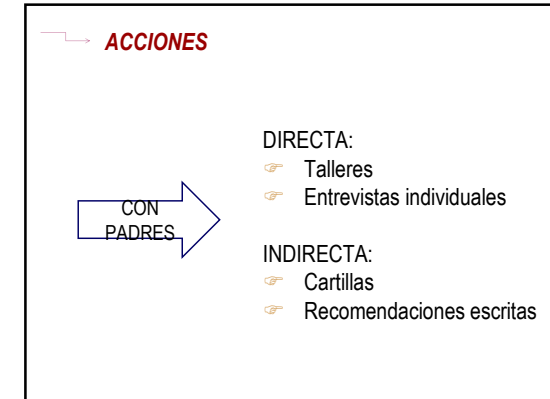 ACCIONES
CON
PADRES
DIRECTA:
Talleres
Entrevistas individuales
INDIRECTA:
Cartillas
Recomendaciones escritas